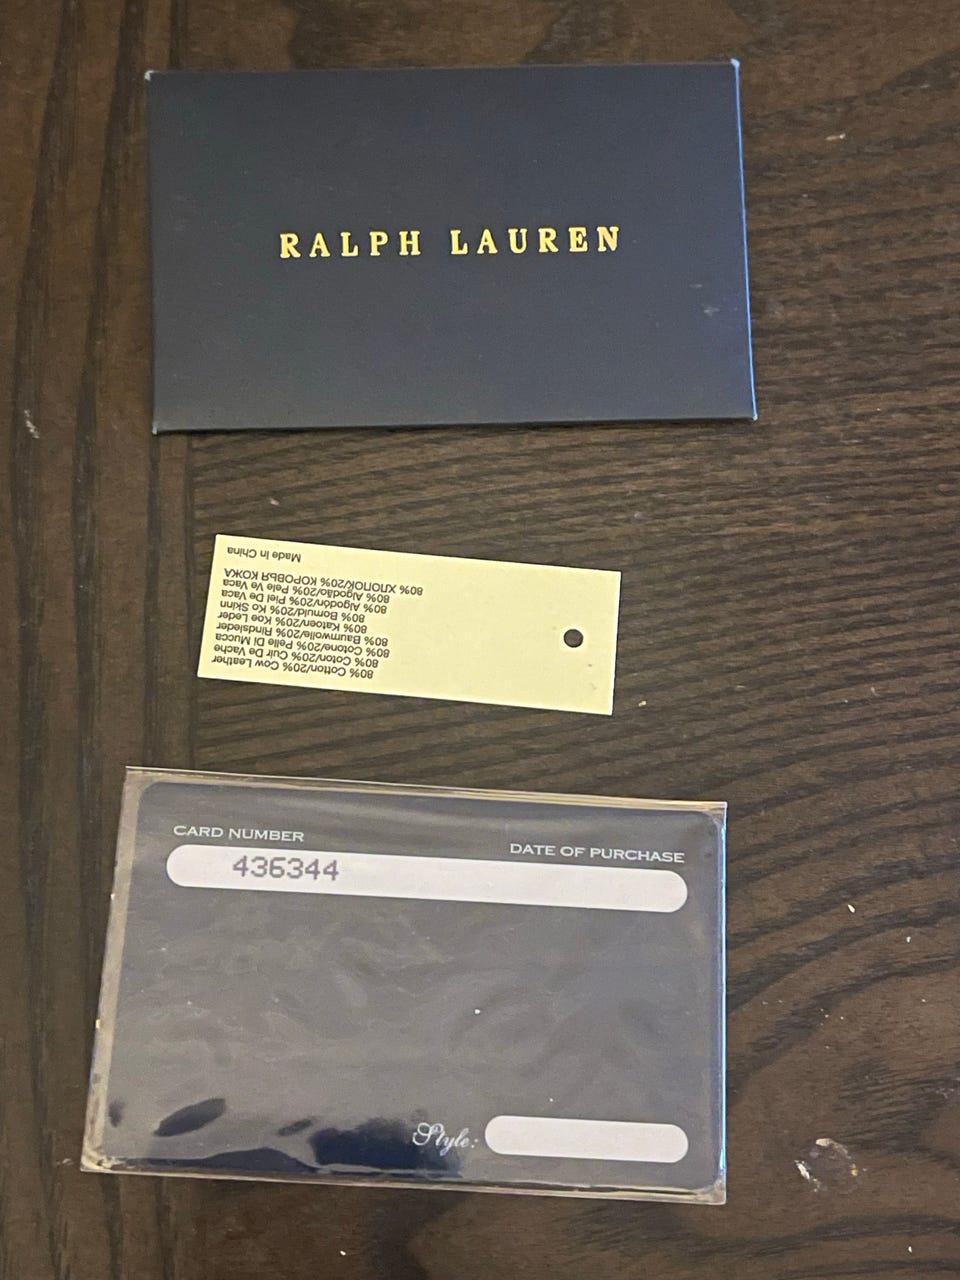 RALPH LAUREN
80% Cotton/20% Cow Leather
80% Coton/20% Cuir De Vache
80% Cotone/20% Pelle Di Mucca
80% Baumwolle/20% Rindsleder
80% Katoen/20% Koe Leder
80% Bomuld/20% Ko Skinn
80% Algodón/20% Piel De Vaca
80% Algodão/20% Pele Ve Vaca
80% ХЛОПОК/20% КОРОВЬЯ КОЖА
Made In China
CARD NUMBER
DATE OF PURCHASE
436344
Style: